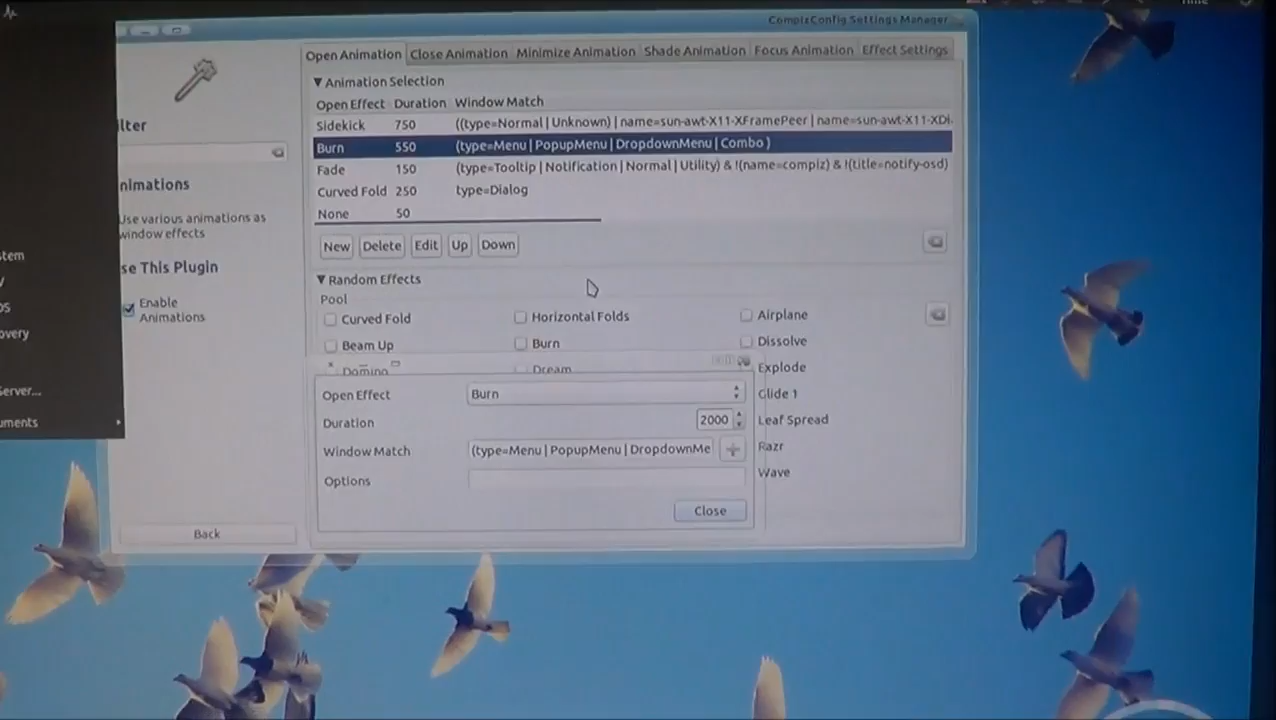 CompizConfig Settings Manager
Open Animation Close Animation Minimize Animation Shade Animation Focus Animation Effect Settings
Animation Selection
Open Effect Duration Window Match
Sidekick 750 ((type=Normal | Unknown) | name=sun-awt-X11-XFramePeer | name=sun-awt-X11-XDi
Burn 550 (type=Menu | PopupMenu | DropdownMenu | Combo )
Fade 150 (type=Tooltip | Notification | Normal | Utility) & !(name=compiz) & !(title=notify-osd)
Curved Fold 250 type=Dialog
None 50
New Delete Edit Up Down
Random Effects
Pool
Curved Fold Horizontal Folds Airplane
Beam Up Burn Dissolve
Domino Dream Explode
Glide 1
Leaf Spread
Razr
Wave
Open Effect Burn
Duration 2000
Window Match (type=Menu | PopupMenu | DropdownMe
Options
Close
ilter
nimations
Use various animations as
window effects
se This Plugin
Enable
Animations
Back
stem
overy
Server...
uments